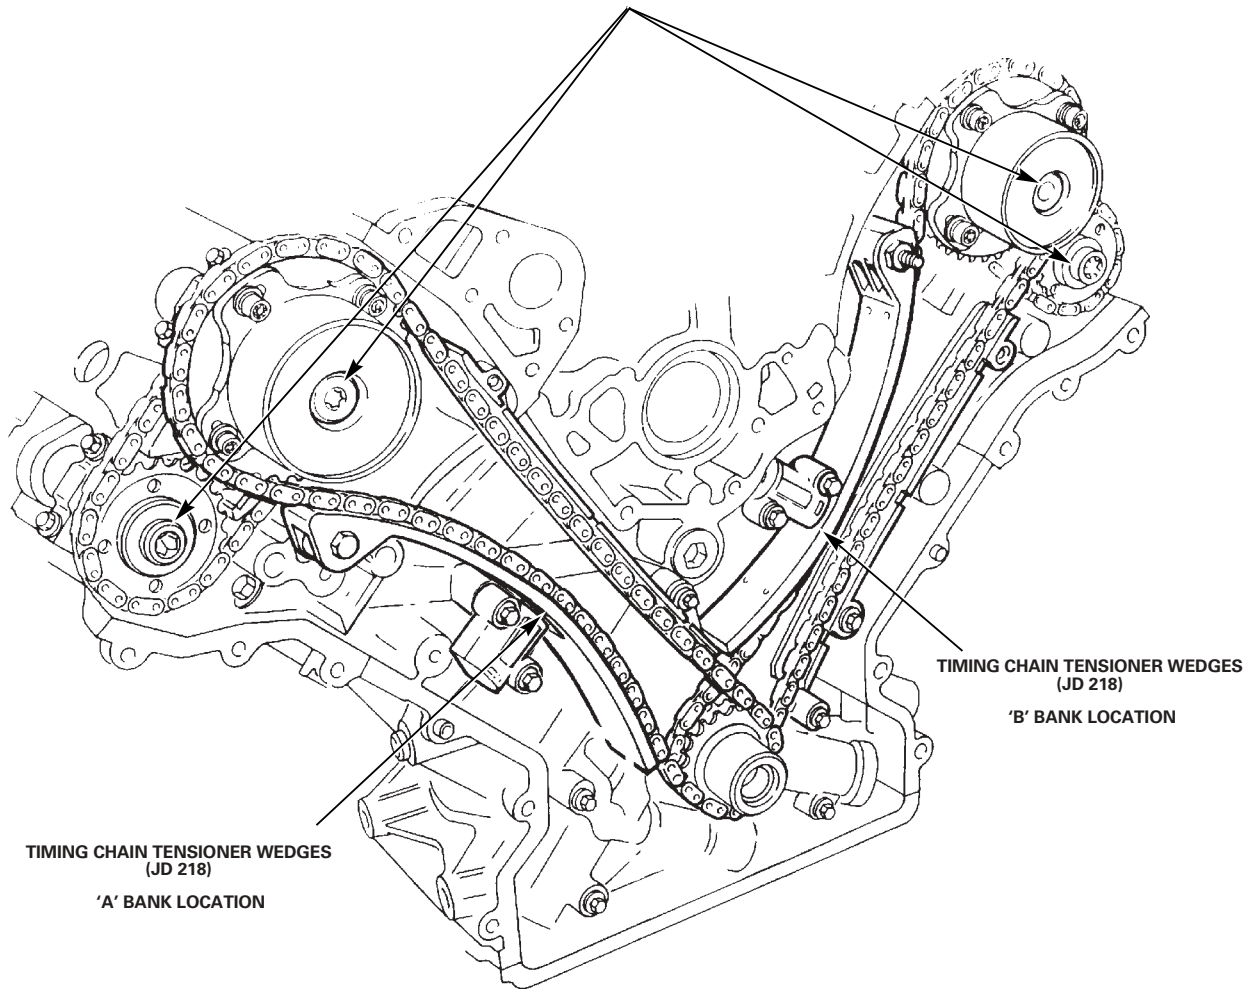 TIMING CHAIN TENSIONER WEDGES
(JD 218)
‘B’ BANK LOCATION
TIMING CHAIN TENSIONER WEDGES
(JD 218)
‘A’ BANK LOCATION